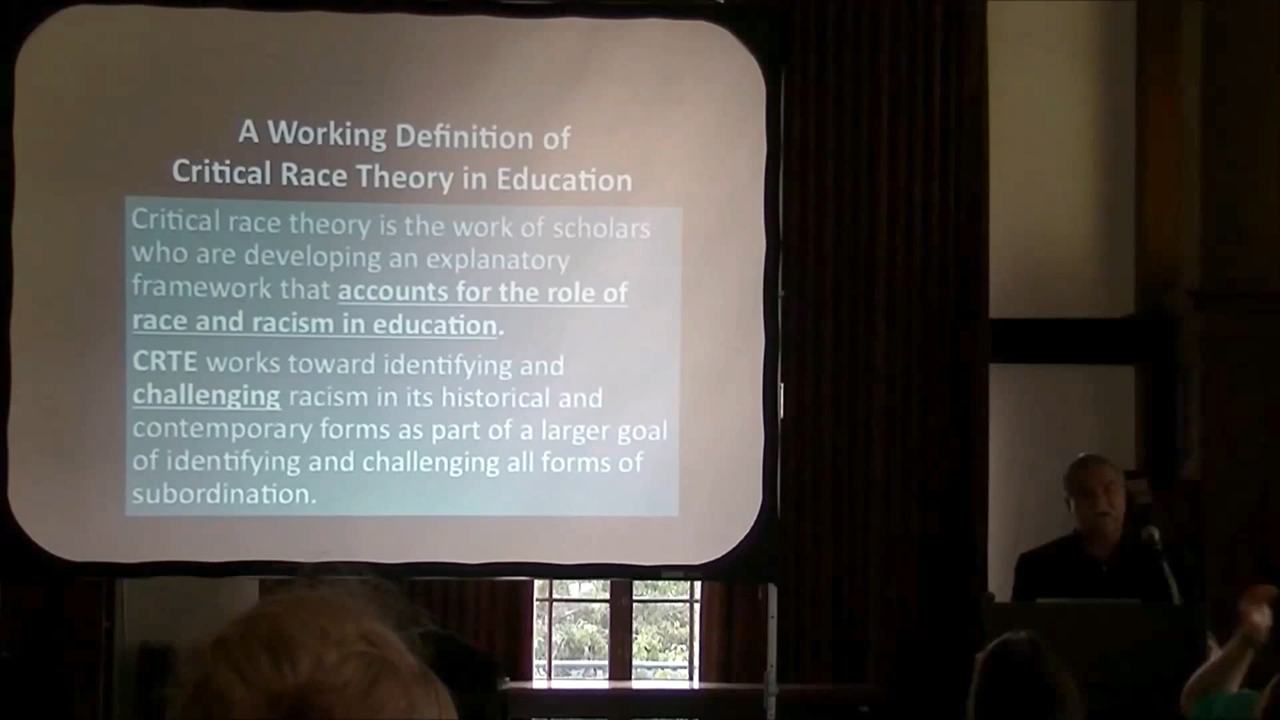 A Working Definition of
Critical Race Theory in Education
Critical race theory is the work of scholars
who are developing an explanatory
framework that accounts for the role of
race and racism in education.
CRTE works toward identifying and
challenging racism in its historical and
contemporary forms as part of a larger goal
of identifying and challenging all forms of
subordination.